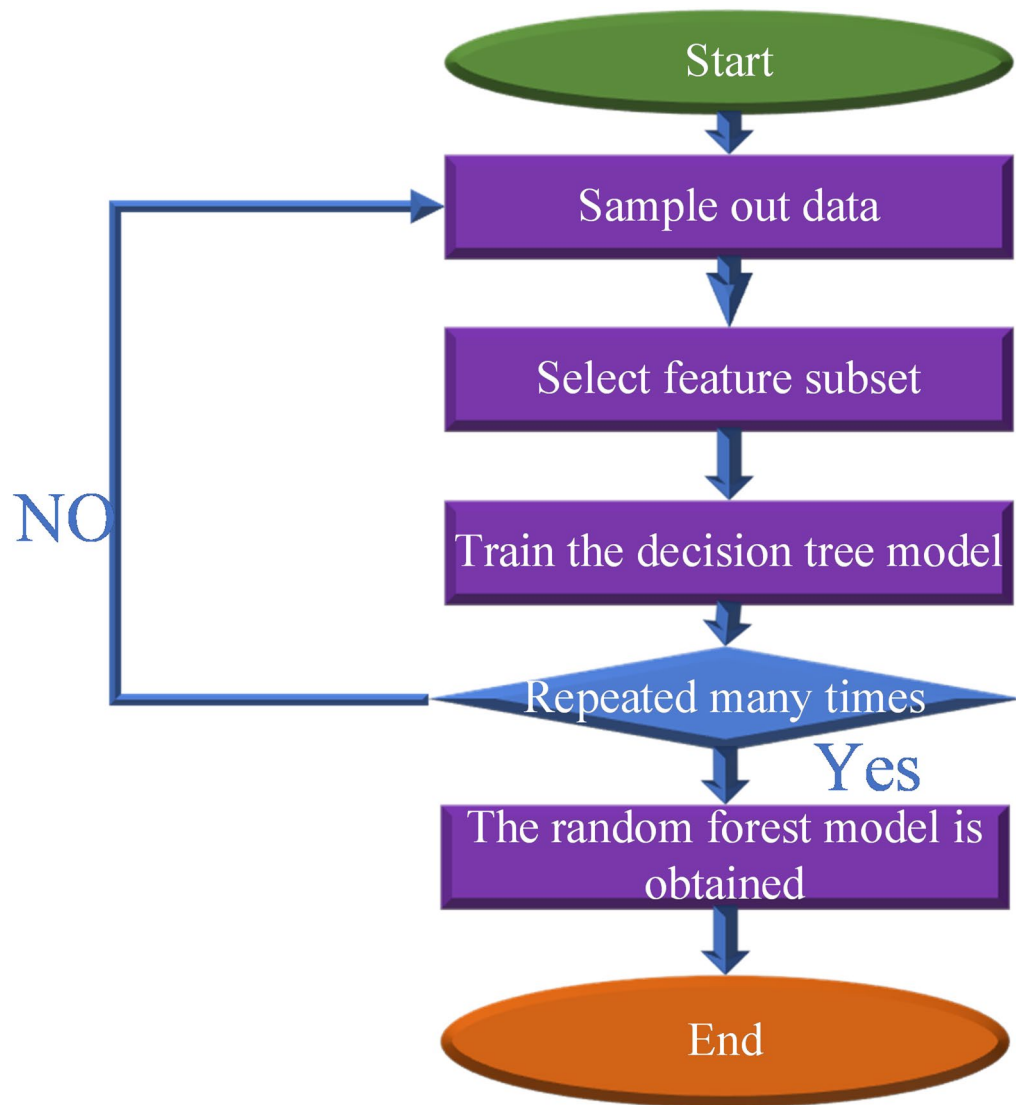 Start
Sample out data
Select feature subset
Train the decision tree model
NO
Repeated many times
Yes
The random forest model is
obtained
End